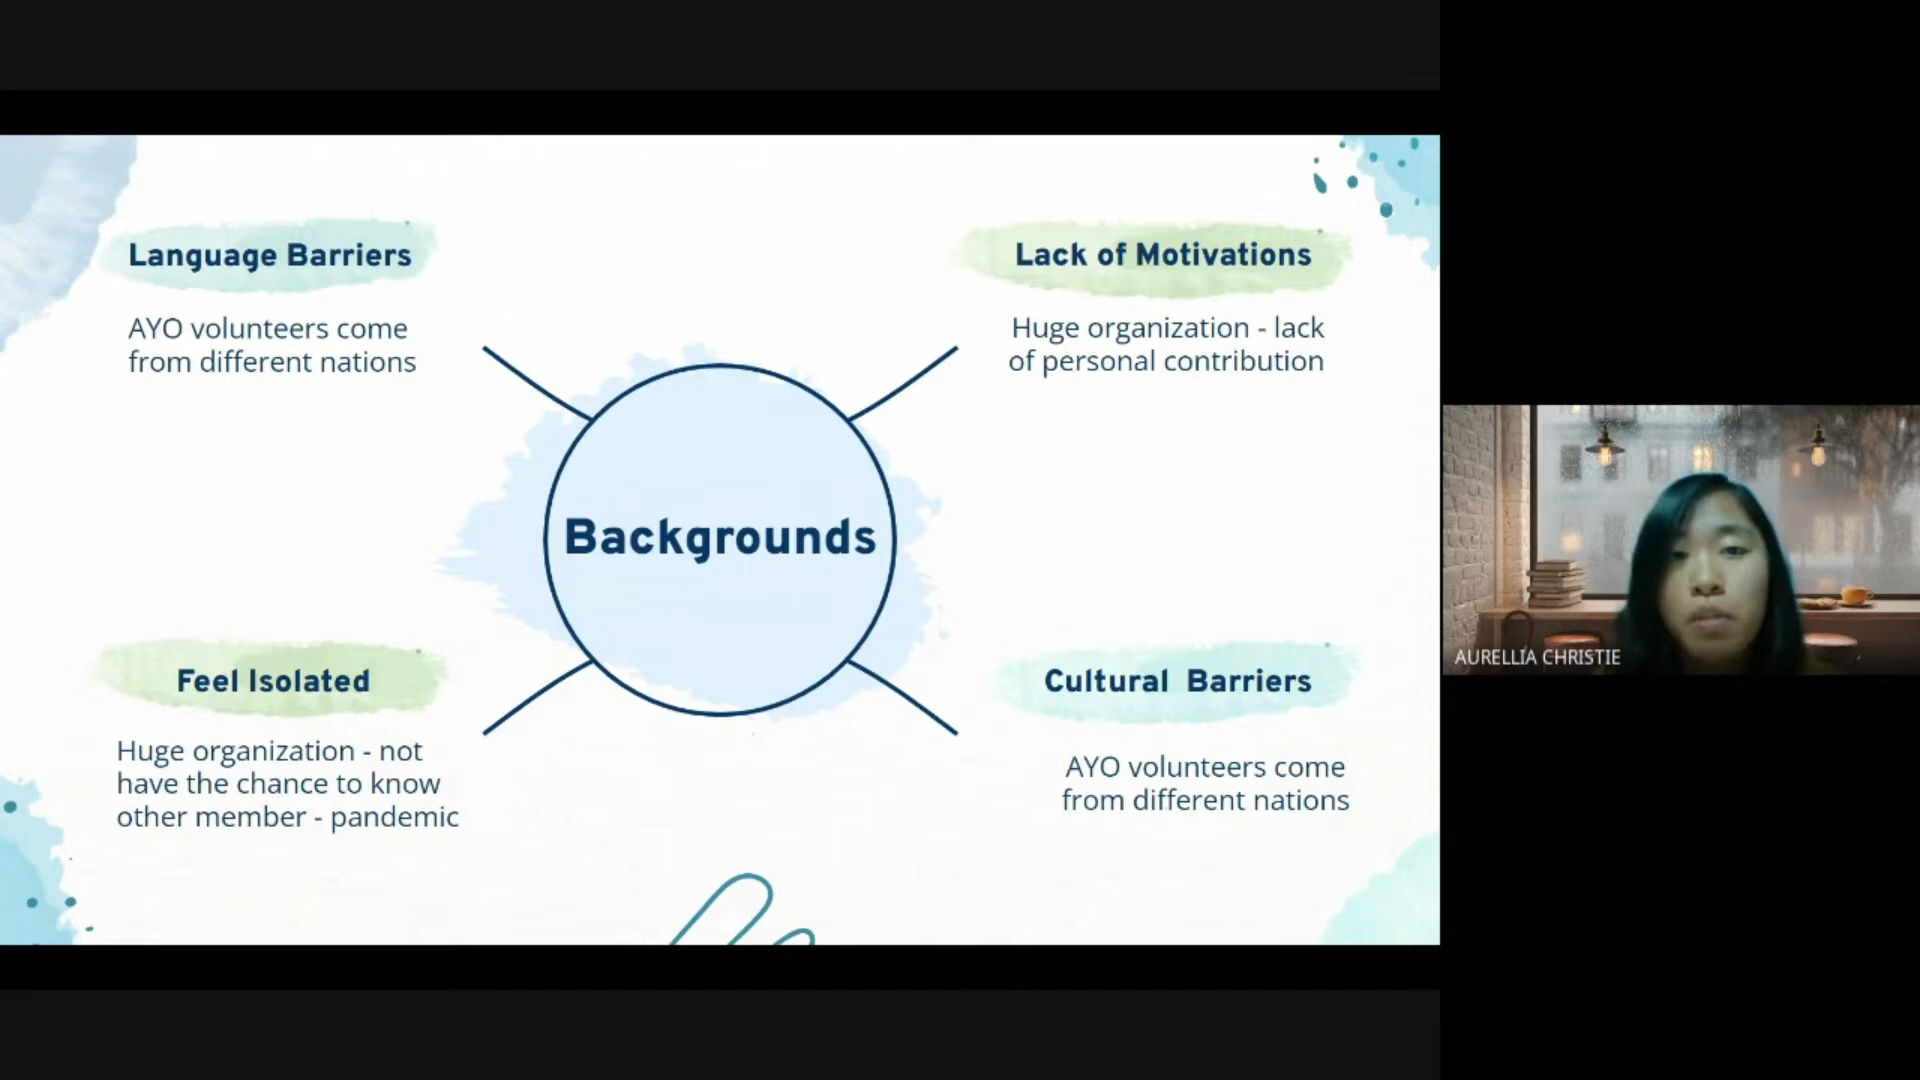 Language Barriers
AYO volunteers come
from different nations
Lack of Motivations
Huge organization - lack
of personal contribution
Backgrounds
Feel Isolated
Huge organization - not
have the chance to know
other member - pandemic
Cultural Barriers
AYO volunteers come
from different nations
AURELLIA CHRISTIE